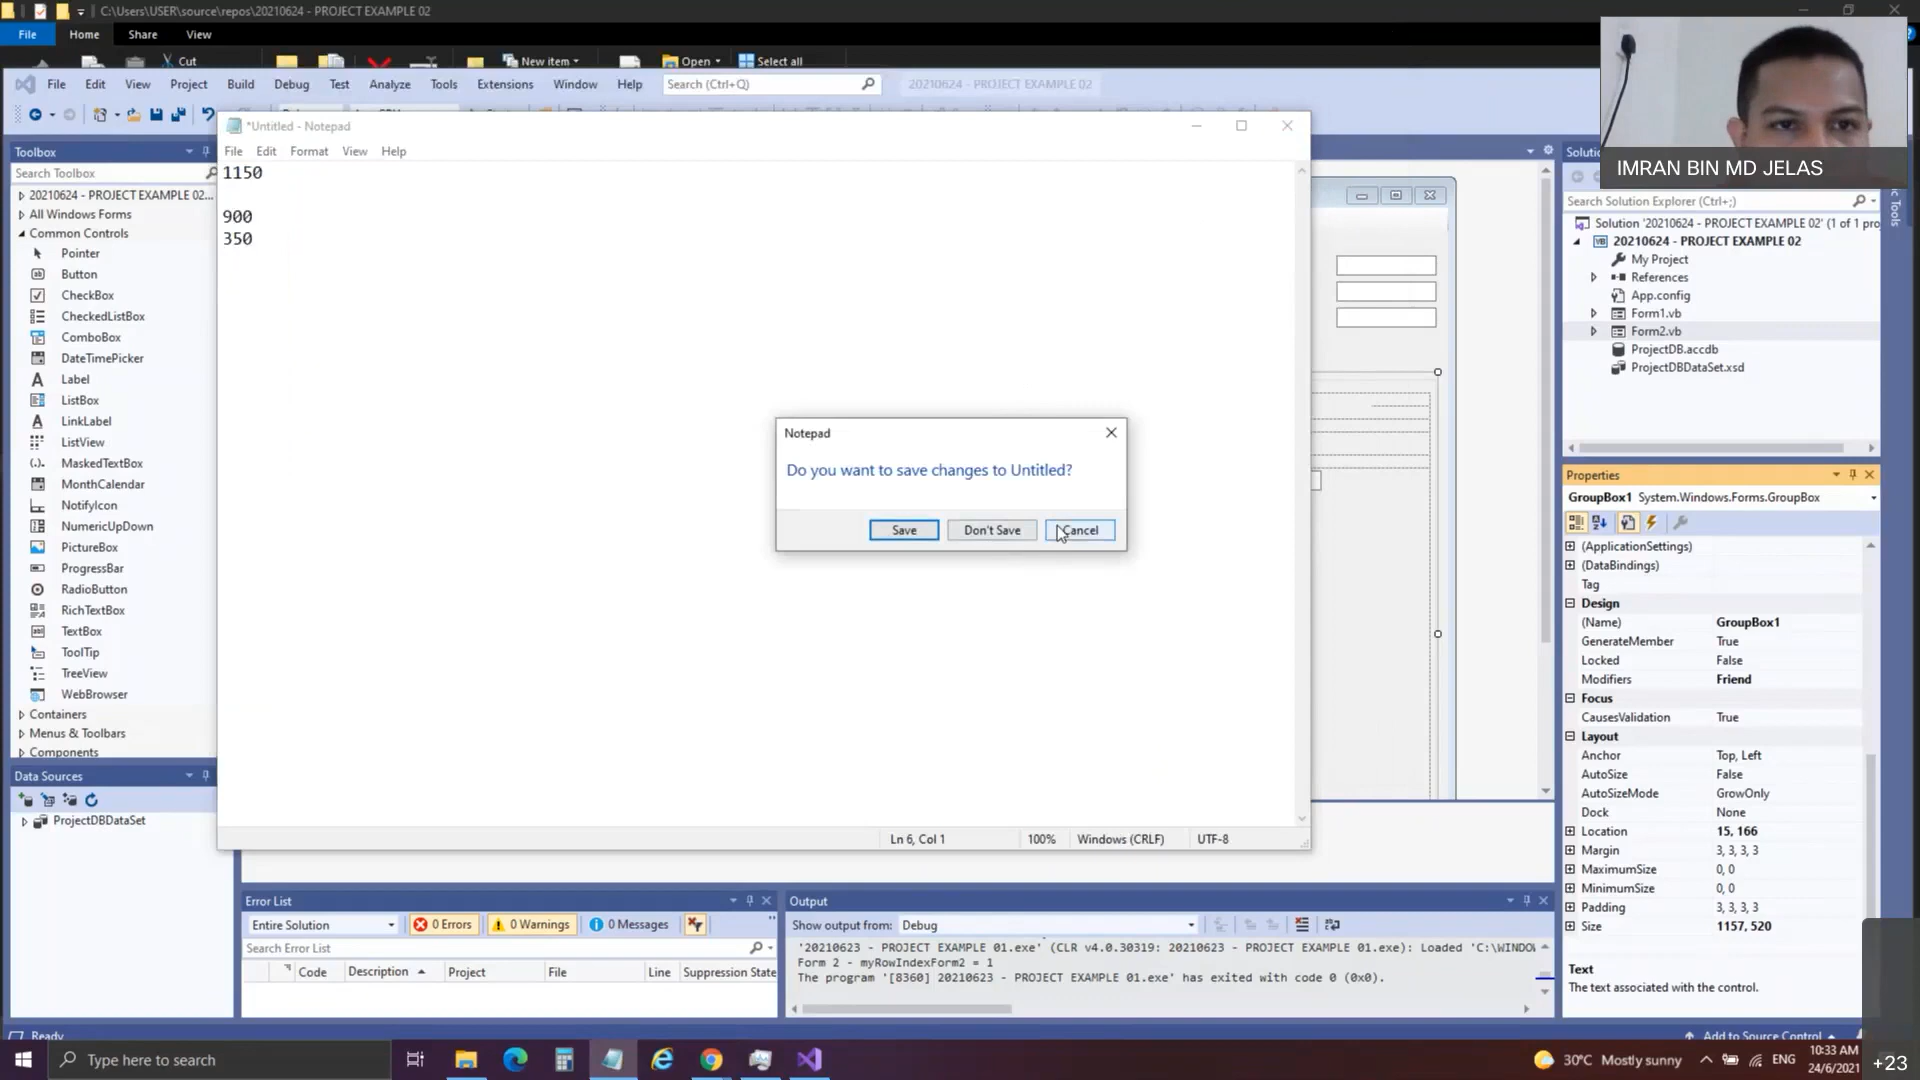 C:\Users\USER\source\repos\20210624 - PROJECT EXAMPLE 02
File Home Share View
Cut New item Open Select all
File Edit View Project Build Debug Test Analyze Tools Extensions Window Help Search (Ctrl+Q) 20210624 - PROJECT EXAMPLE 02
IMRAN BIN MD JELAS
*Untitled - Notepad
File Edit Format View Help
1150
900
350
Notepad
Do you want to save changes to Untitled?
Save Don't Save Cancel
Ln 6, Col 1 100% Windows (CRLF) UTF-8
Toolbox
Search Toolbox
20210624 - PROJECT EXAMPLE 02...
All Windows Forms
Common Controls
Pointer
Button
CheckBox
CheckedListBox
ComboBox
DateTimePicker
Label
ListBox
LinkLabel
ListView
MaskedTextBox
MonthCalendar
NotifyIcon
NumericUpDown
PictureBox
ProgressBar
RadioButton
RichTextBox
TextBox
ToolTip
TreeView
WebBrowser
Containers
Menus & Toolbars
Components
Data Sources
ProjectDBDataSet
Search Solution Explorer (Ctrl+;)
Solution '20210624 - PROJECT EXAMPLE 02' (1 of 1 proj
20210624 - PROJECT EXAMPLE 02
My Project
References
App.config
Form1.vb
Form2.vb
ProjectDB.accdb
ProjectDBDataSet.xsd
Properties
GroupBox1 System.Windows.Forms.GroupBox
(ApplicationSettings)
(DataBindings)
Tag
Design
(Name) GroupBox1
GenerateMember True
Locked False
Modifiers Friend
Focus
CausesValidation True
Layout
Anchor Top, Left
AutoSize False
AutoSizeMode GrowOnly
Dock None
Location 15, 166
Margin 3, 3, 3, 3
MaximumSize 0, 0
MinimumSize 0, 0
Padding 3, 3, 3, 3
Size 1157, 520
Text
The text associated with the control.
Error List
Entire Solution 0 Errors 0 Warnings 0 Messages
Search Error List
Code Description Project File Line Suppression State
Output
Show output from: Debug
'20210623 - PROJECT EXAMPLE 01.exe' (CLR v4.0.30319: 20210623 - PROJECT EXAMPLE 01.exe): Loaded 'C:\WINDOW
Form 2 - myRowIndexForm2 = 1
The program '[8360] 20210623 - PROJECT EXAMPLE 01.exe' has exited with code 0 (0x0).
Ready Add to Source Control
Type here to search 30°C Mostly sunny ENG 10:33 AM
24/6/2021
+23